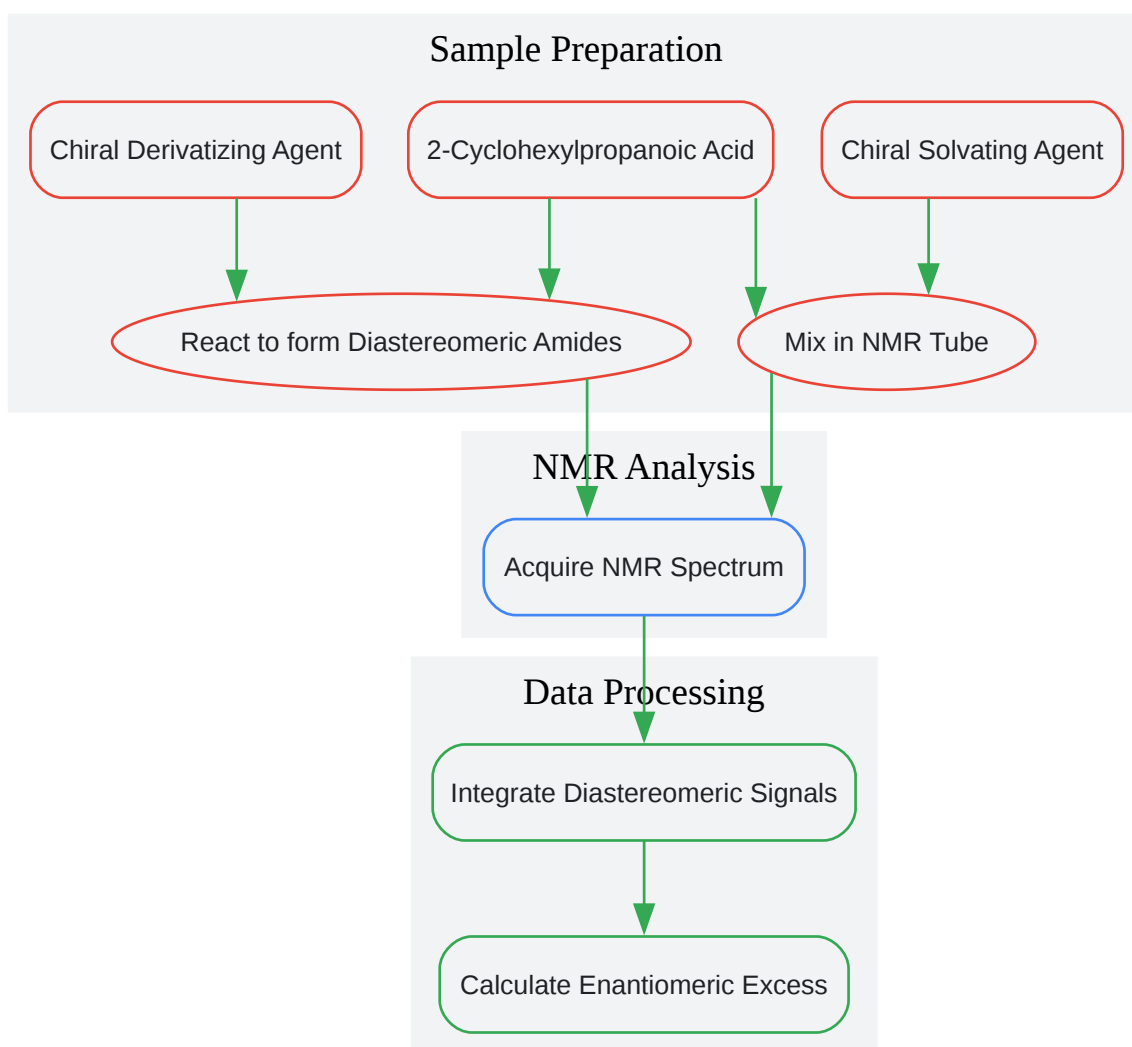 Sample Preparation
Chiral Derivatizing Agent
2-Cyclohexylpropanoic Acid
Chiral Solvating Agent
React to form Diastereomeric Amides
Mix in NMR Tube
NMR Analysis
Acquire NMR Spectrum
Data Processing
Integrate Diastereomeric Signals
Calculate Enantiomeric Excess